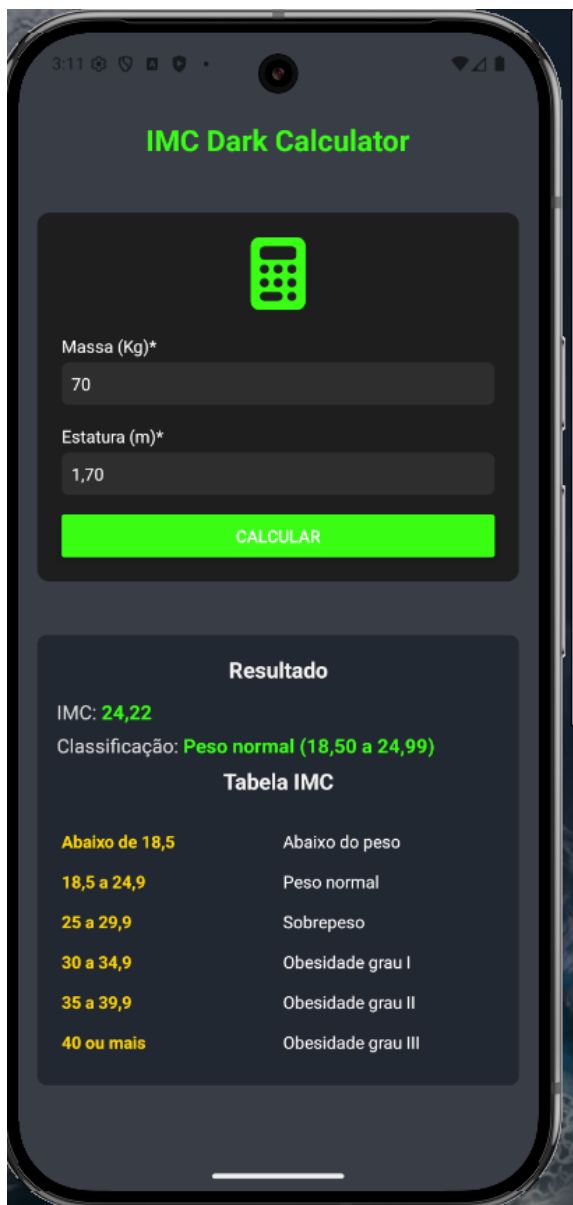 3:11
IMC Dark Calculator
Massa (Kg)*
70
Estatura (m)*
1,70
CALCULAR
Resultado
IMC: 24,22
Classificação: Peso normal (18,50 a 24,99)
Tabela IMC
Abaixo de 18,5 Abaixo do peso
18,5 a 24,9 Peso normal
25 a 29,9 Sobrepeso
30 a 34,9 Obesidade grau I
35 a 39,9 Obesidade grau II
40 ou mais Obesidade grau III